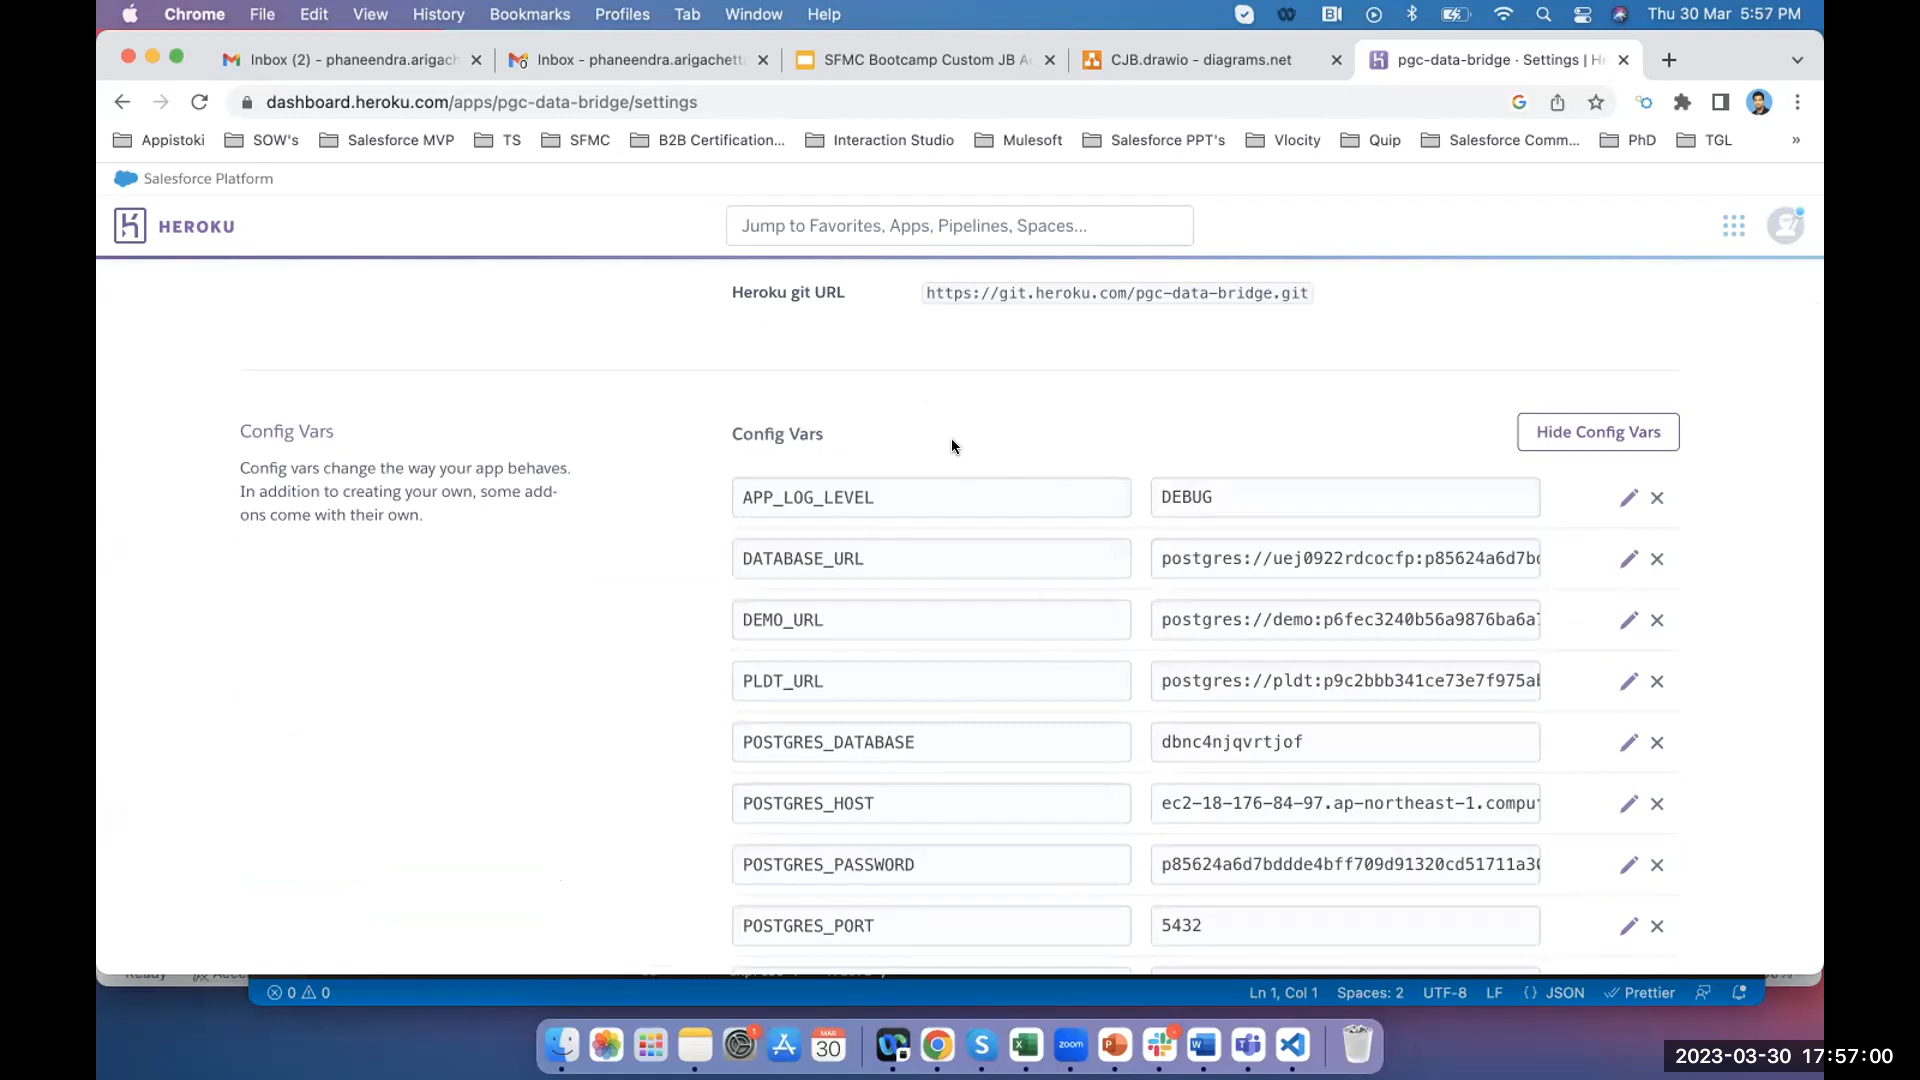 Chrome File Edit View History Bookmarks Profiles Tab Window Help
Thu 30 Mar 5:57 PM
Inbox (2) - phaneendra.arigach
Inbox - phaneendra.arigachett
SFMC Bootcamp Custom JB A
CJB.drawio - diagrams.net
pgc-data-bridge · Settings | H
dashboard.heroku.com/apps/pgc-data-bridge/settings
Appistoki SOW's Salesforce MVP TS SFMC B2B Certification... Interaction Studio Mulesoft Salesforce PPT's Vlocity Quip Salesforce Comm... PhD TGL »
Salesforce Platform
HEROKU
Jump to Favorites, Apps, Pipelines, Spaces...
Heroku git URL
https://git.heroku.com/pgc-data-bridge.git
Config Vars
Config vars change the way your app behaves.
In addition to creating your own, some add-
ons come with their own.
Config Vars
Hide Config Vars
APP_LOG_LEVEL DEBUG
DATABASE_URL postgres://uej0922rdcocfp:p85624a6d7b
DEMO_URL postgres://demo:p6fec3240b56a9876ba6a
PLDT_URL postgres://pldt:p9c2bbb341ce73e7f975a
POSTGRES_DATABASE dbnc4njqvrtjof
POSTGRES_HOST ec2-18-176-84-97.ap-northeast-1.compu
POSTGRES_PASSWORD p85624a6d7bddde4bff709d91320cd51711a3
POSTGRES_PORT 5432
0 0
Ln 1, Col 1 Spaces: 2 UTF-8 LF {} JSON Prettier
MAR
30
zoom
2023-03-30 17:57:00